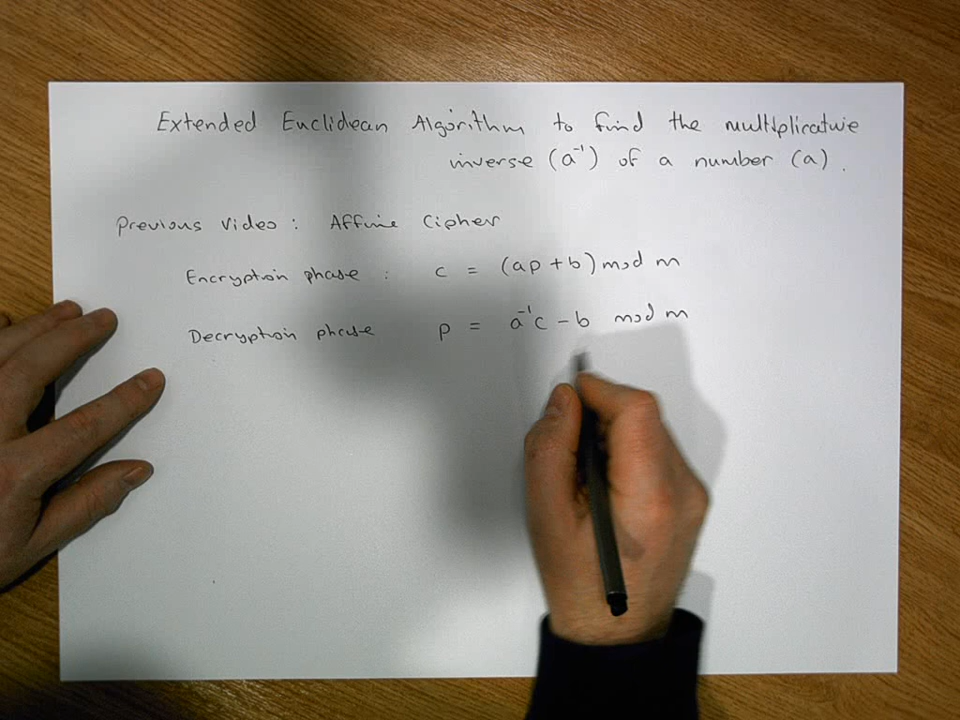 Extended Euclidean Algorithm to find the multiplicative
inverse (a⁻¹) of a number (a).
Previous Video: Affine Cipher
Encryption phase: c = (ap + b) mod m
Decryption phase p = a⁻¹c - b mod m